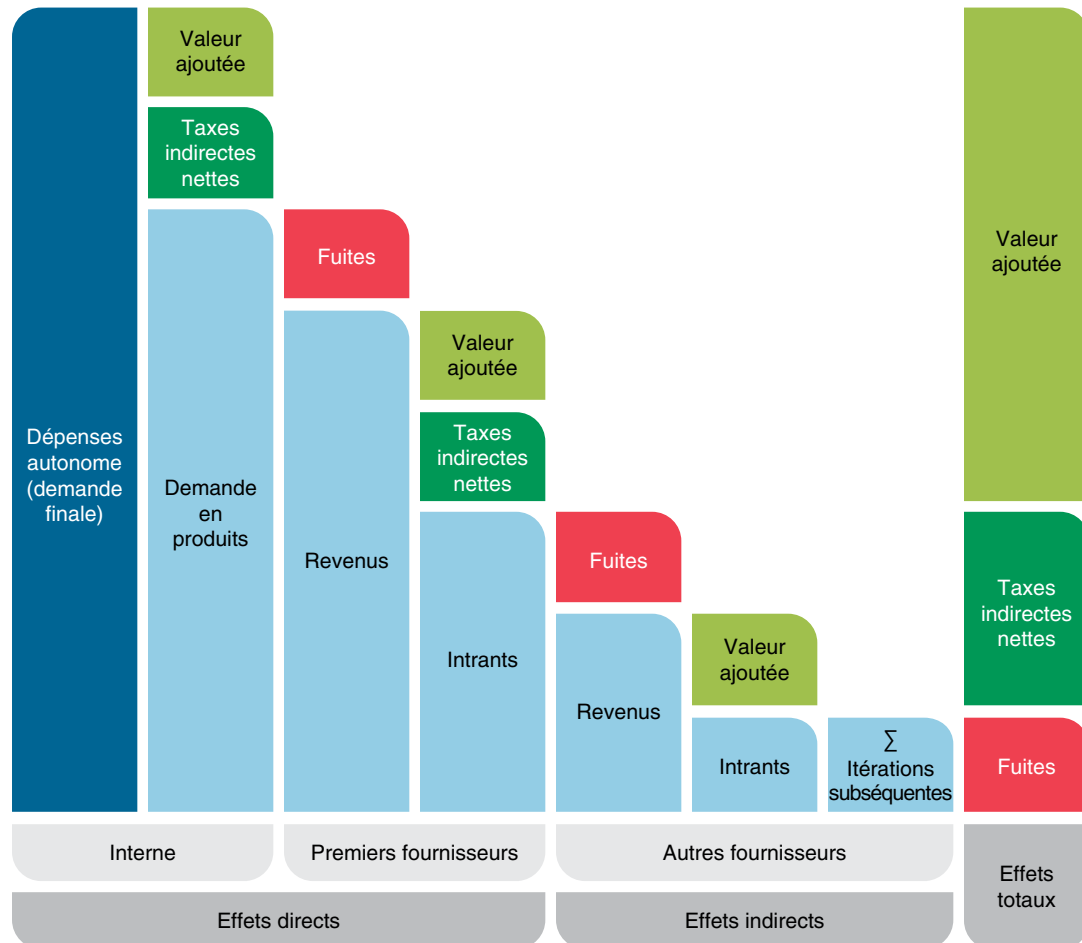 Dépenses
autonome
(demande
finale)
Valeur
ajoutée
Taxes
indirectes
nettes
Demande
en
produits
Fuites
Revenus
Valeur
ajoutée
Taxes
indirectes
nettes
Intrants
Fuites
Revenus
Valeur
ajoutée
Intrants
∑
Itérations
subséquentes
Valeur
ajoutée
Taxes
indirectes
nettes
Fuites
Interne
Premiers fournisseurs
Autres fournisseurs
Effets
totaux
Effets directs
Effets indirects